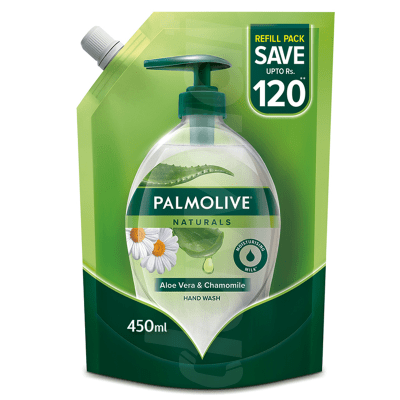 REFILL PACK
SAVE
UPTO Rs.
120**
PALMOLIVE
NATURALS
MOISTURISING
MILK
Aloe Vera & Chamomile
HAND WASH
450ml